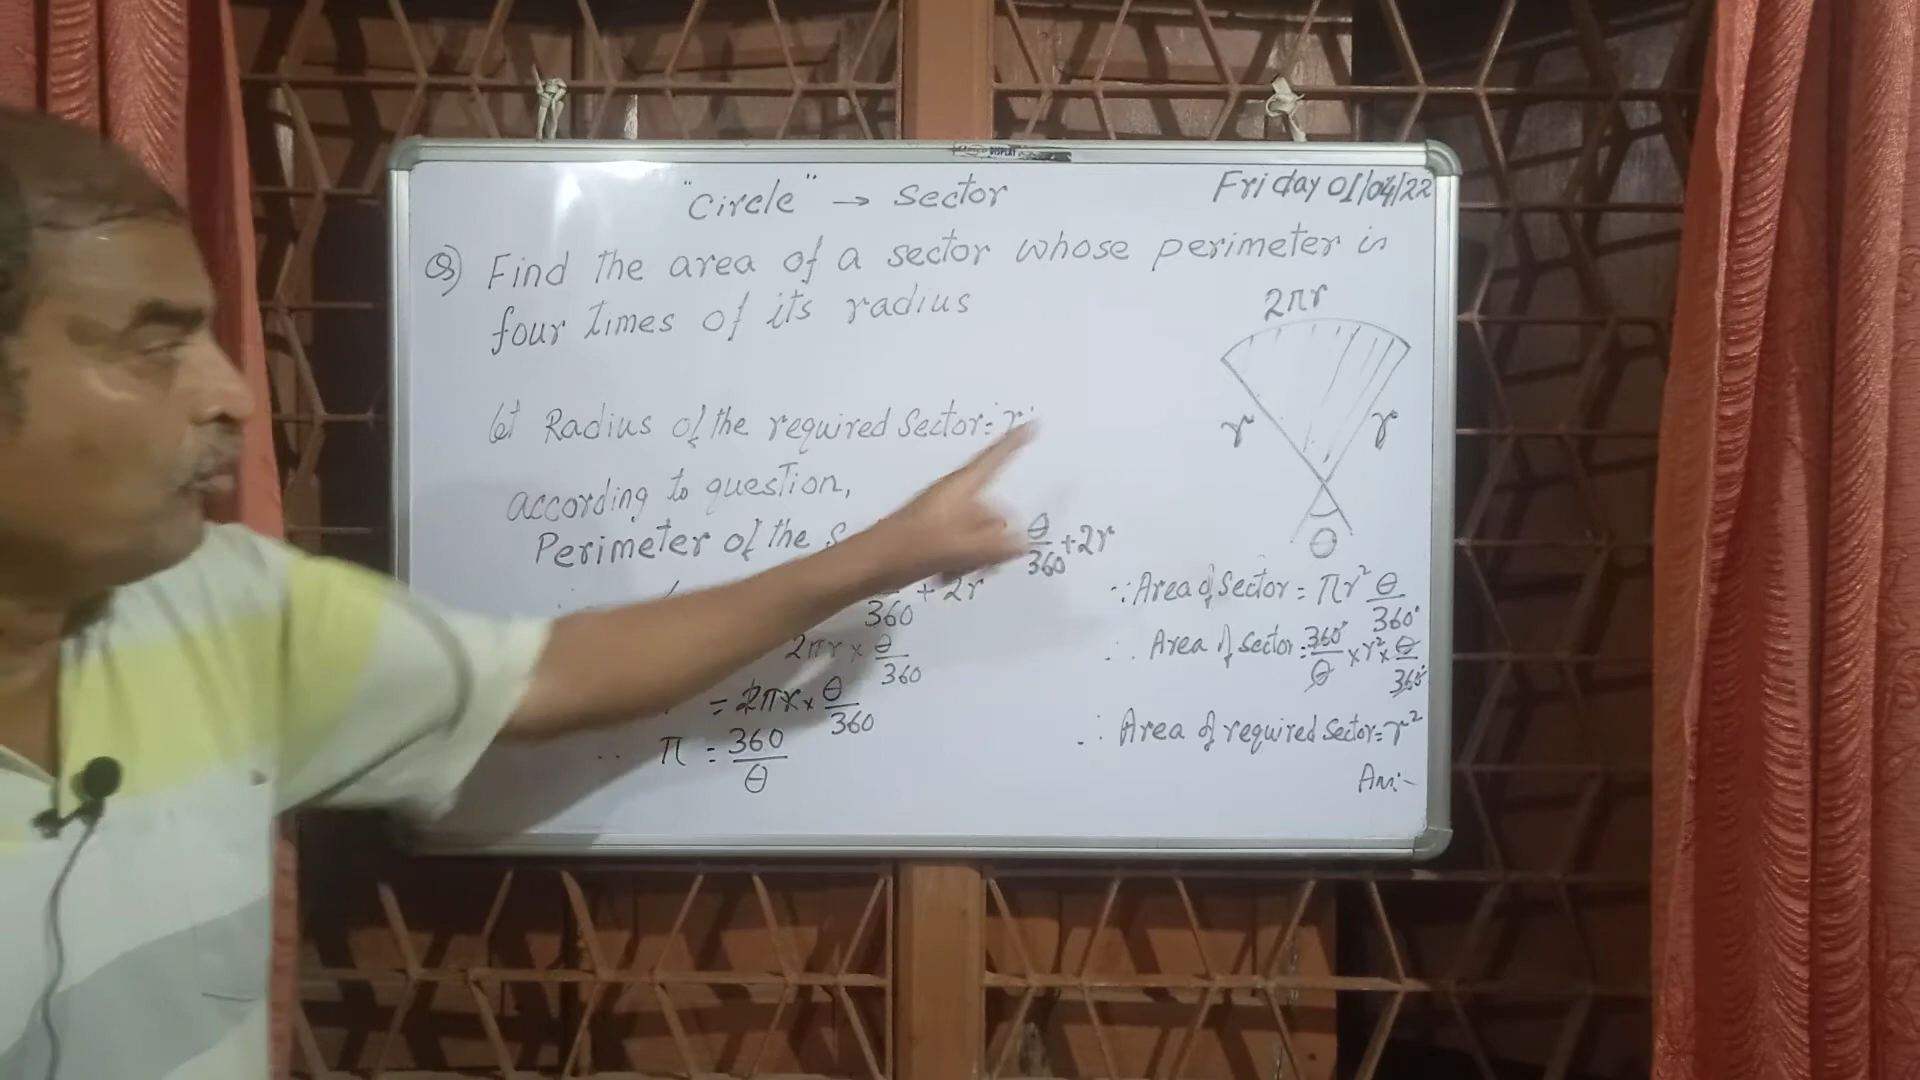 "Circle" → Sector
Friday 01/04/22
Q) Find the area of a sector whose perimeter is
four times of its radius
2πr
r
r
θ
let Radius of the required Sector = 'r'
according to question,
Perimeter of the
θ/360 + 2r
360 + 2r
2πr × θ/360
= 2πr × θ/360
∴ π = 360/θ
∵ Area of Sector = πr² θ/360°
∴ Area of sector = 360°/θ × r² × θ/360°
∴ Area of required Sector = r²
Ans:-